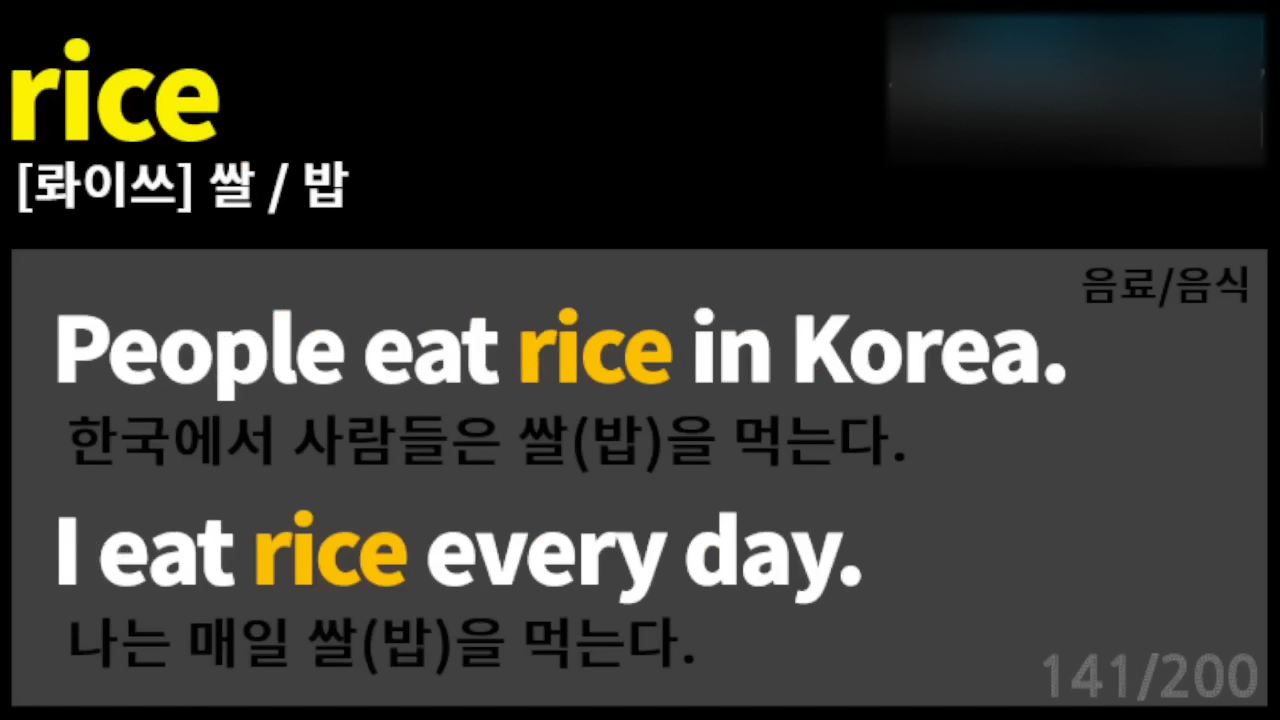 rice
[롸이쓰] 쌀 / 밥
음료/음식
People eat rice in Korea.
한국에서 사람들은 쌀(밥)을 먹는다.
I eat rice every day.
나는 매일 쌀(밥)을 먹는다.
141/200